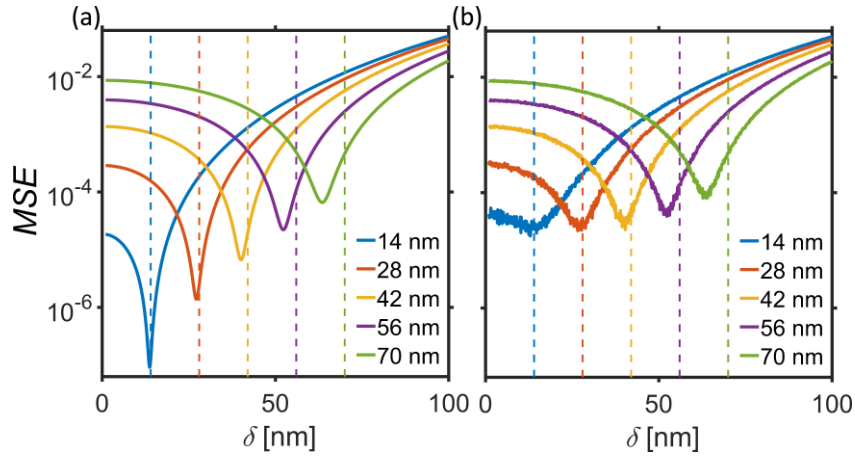 (a)
(b)
MSE
10⁻²
10⁻⁴
10⁻⁶
14 nm
28 nm
42 nm
56 nm
70 nm
0
50
100
δ [nm]
14 nm
28 nm
42 nm
56 nm
70 nm
0
50
100
δ [nm]